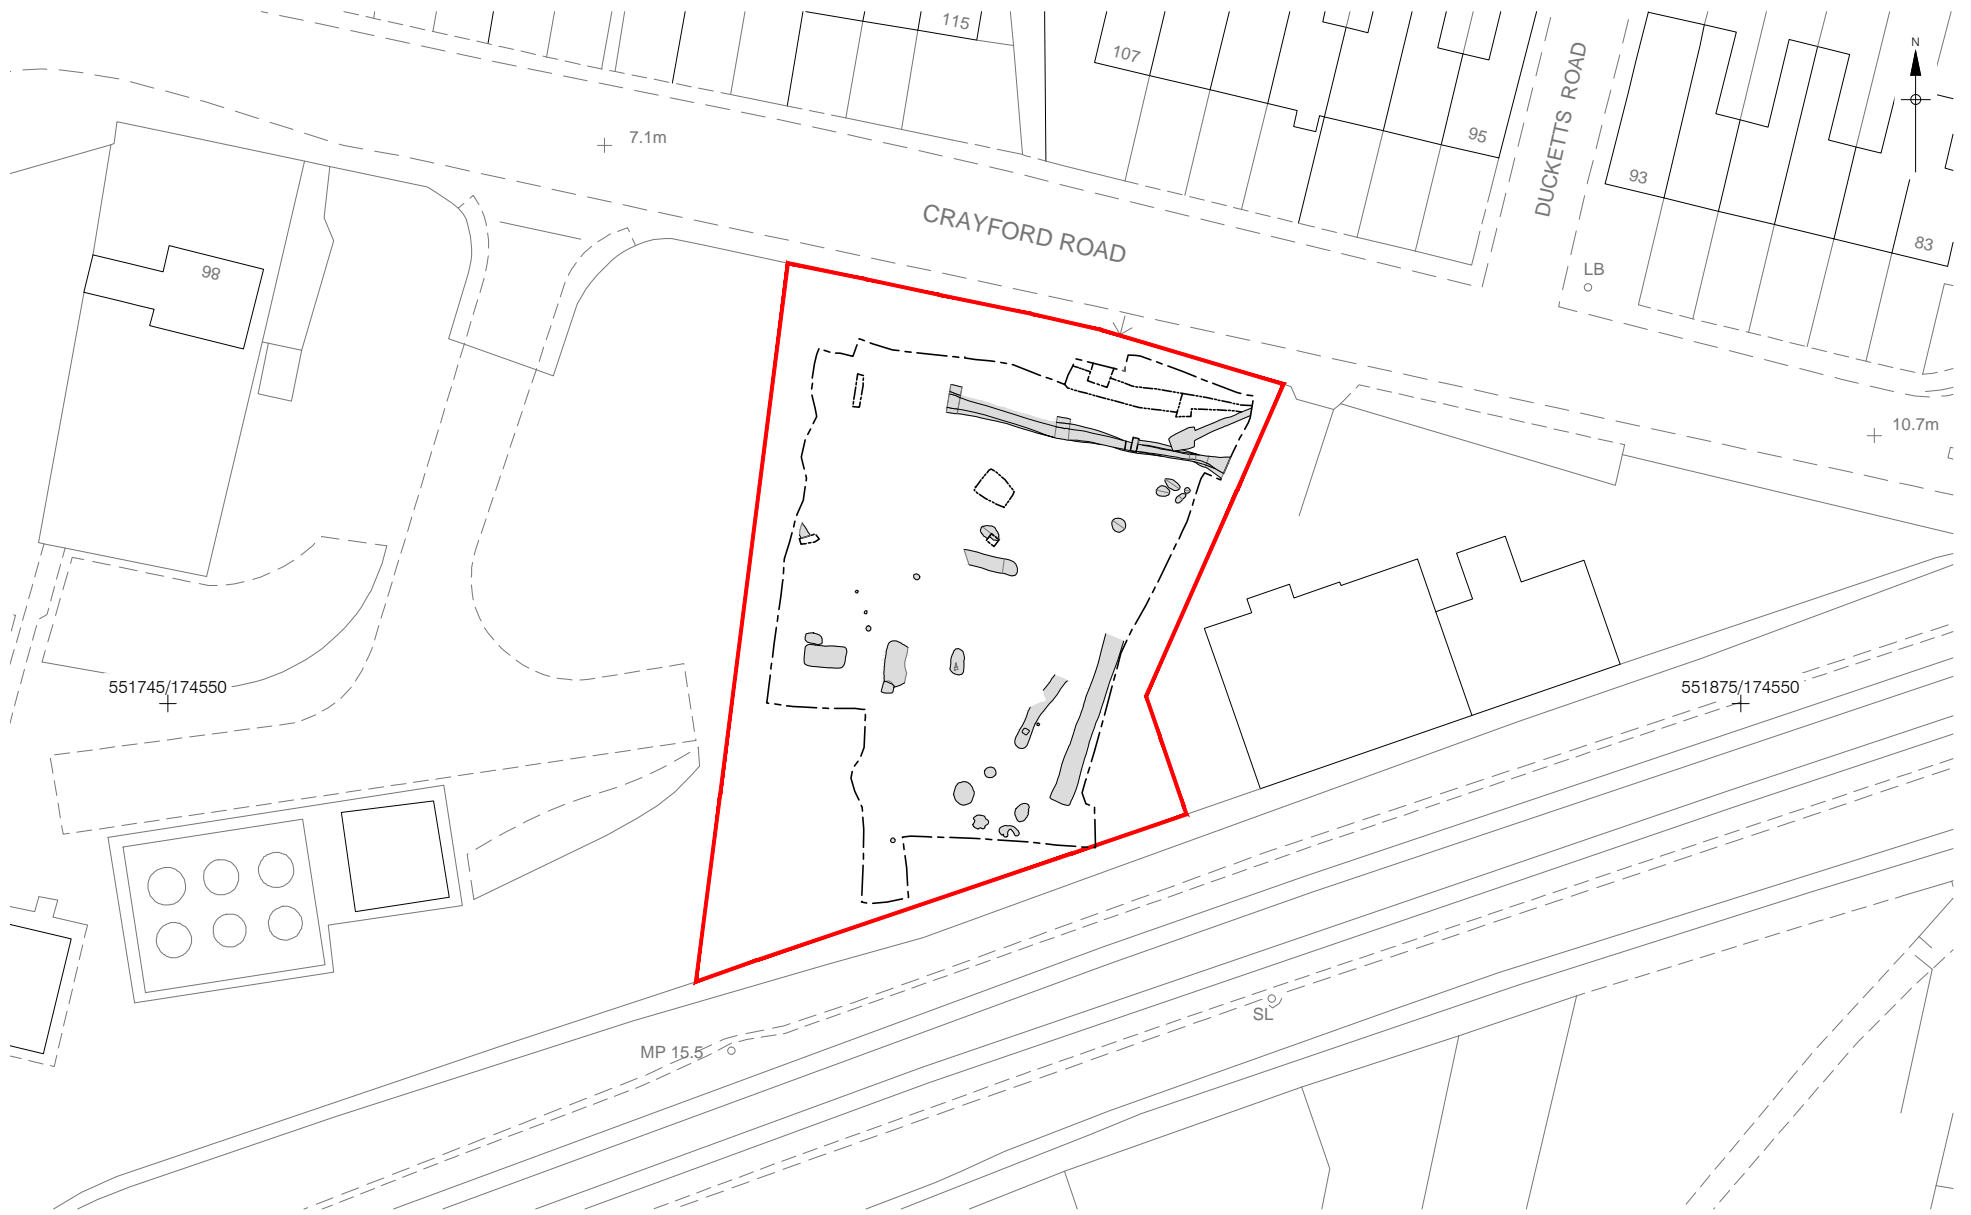 115
107
95
DUCKETTS ROAD
N
7.1m
93
CRAYFORD ROAD
83
98
LB
10.7m
551745/174550
551875/174550
SL
MP 15.5